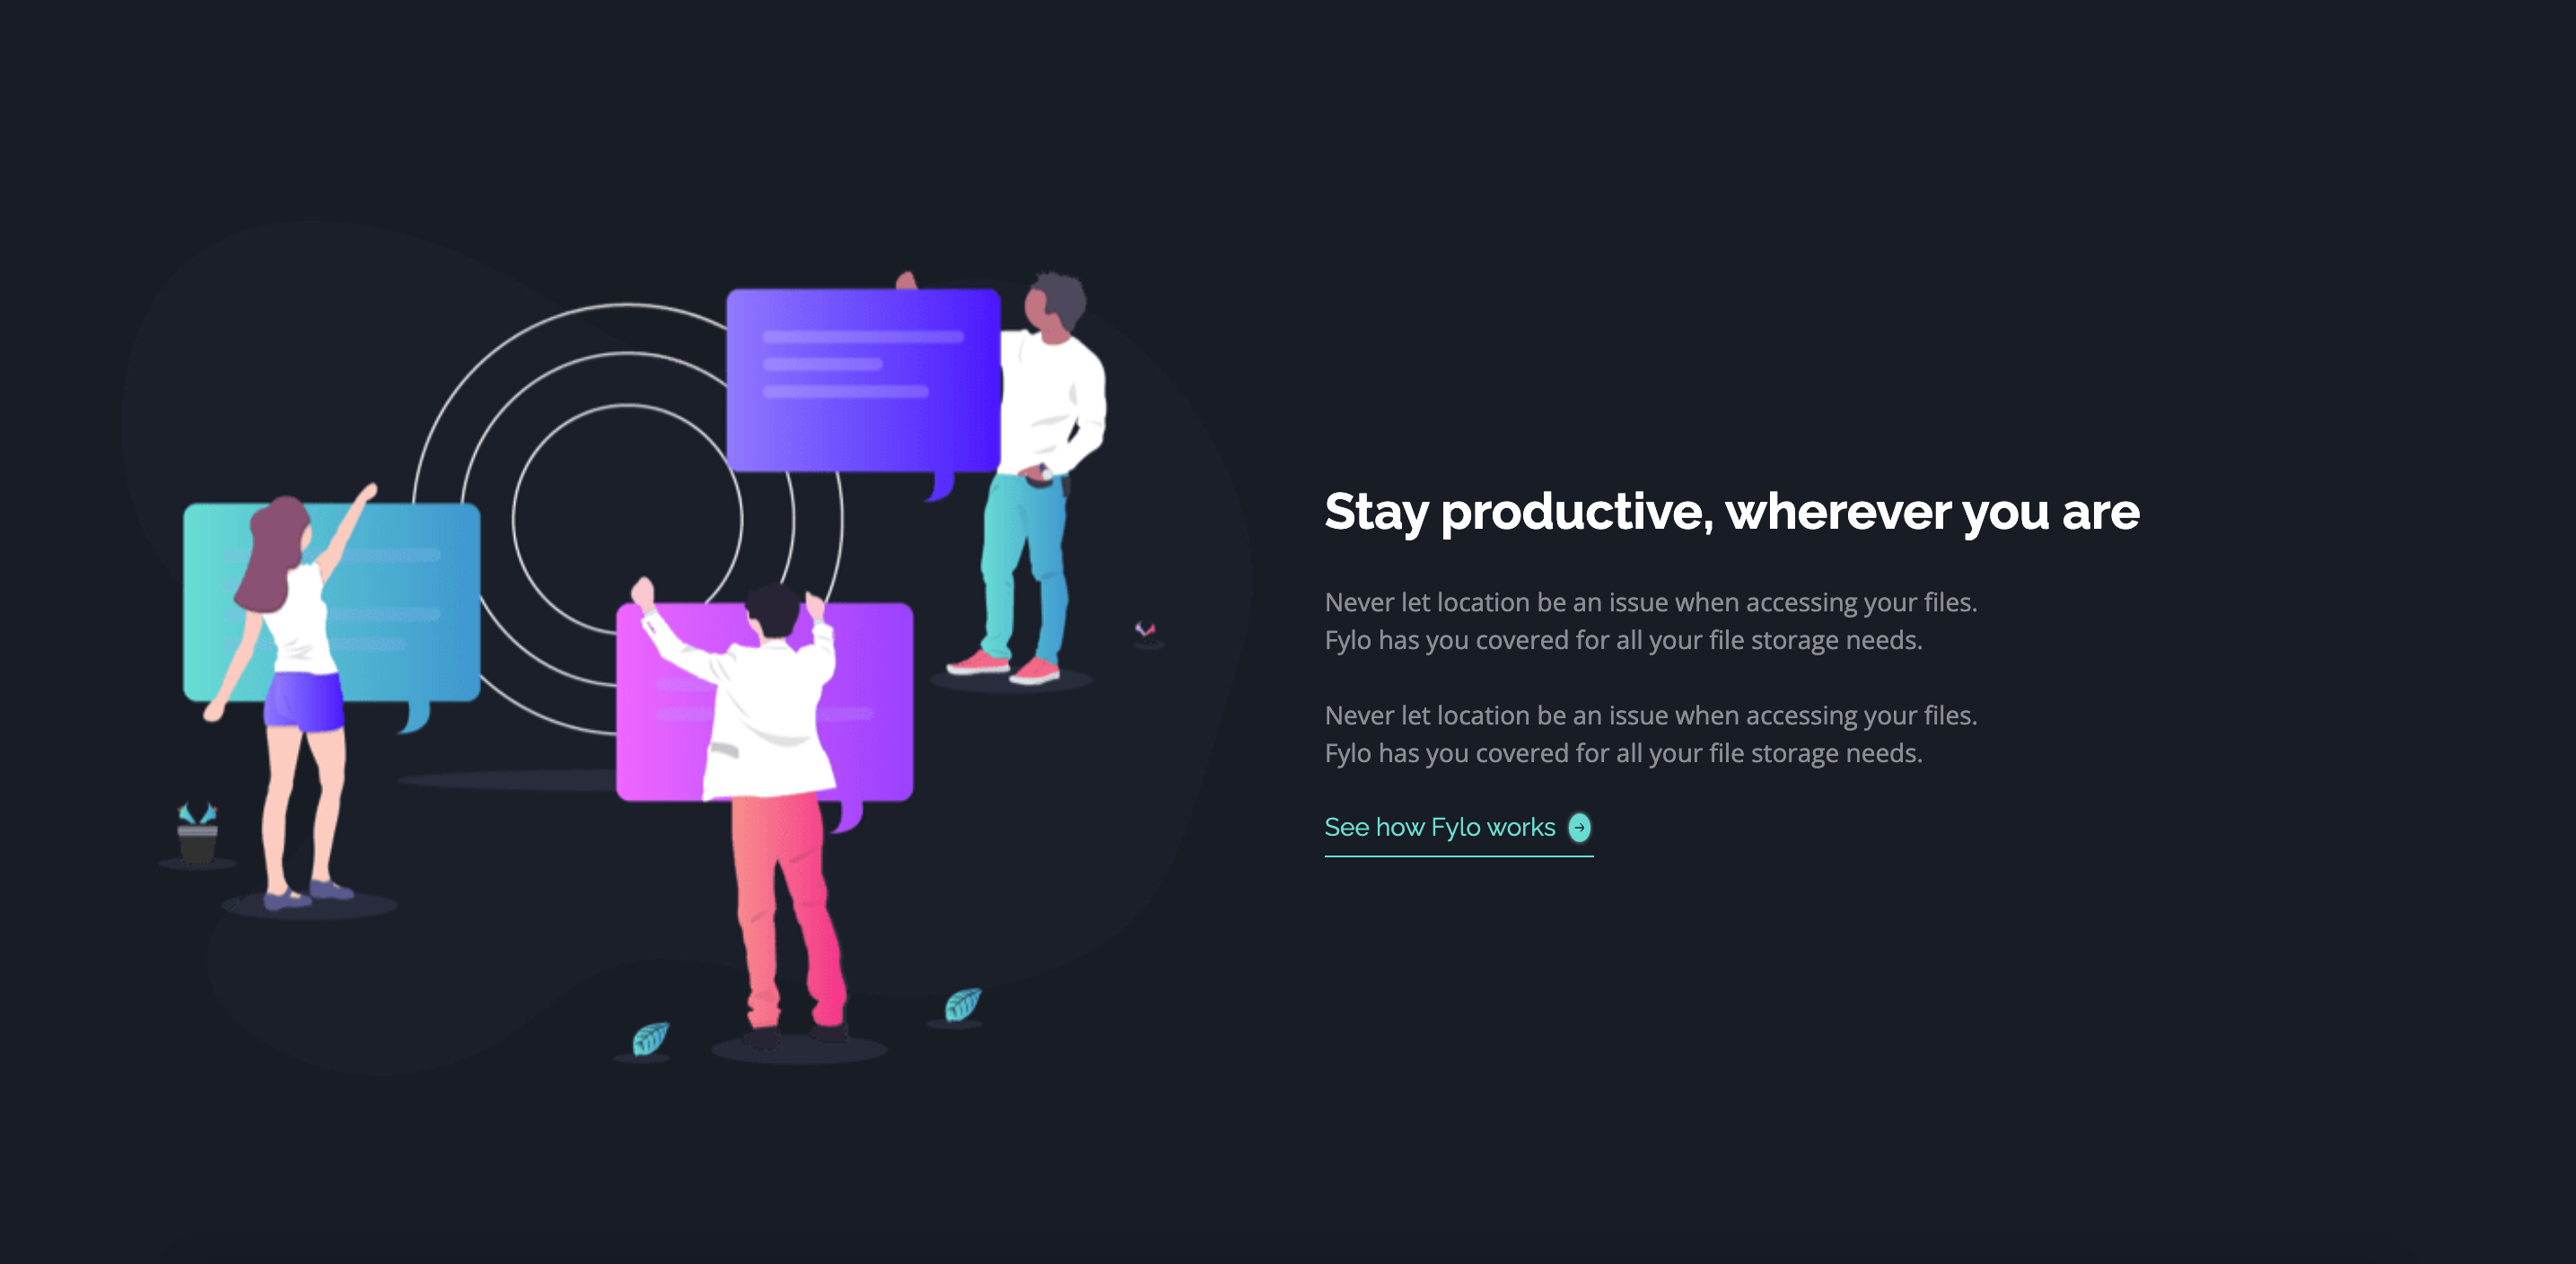 Stay productive, wherever you are
Never let location be an issue when accessing your files.
Fylo has you covered for all your file storage needs.
Never let location be an issue when accessing your files.
Fylo has you covered for all your file storage needs.
See how Fylo works